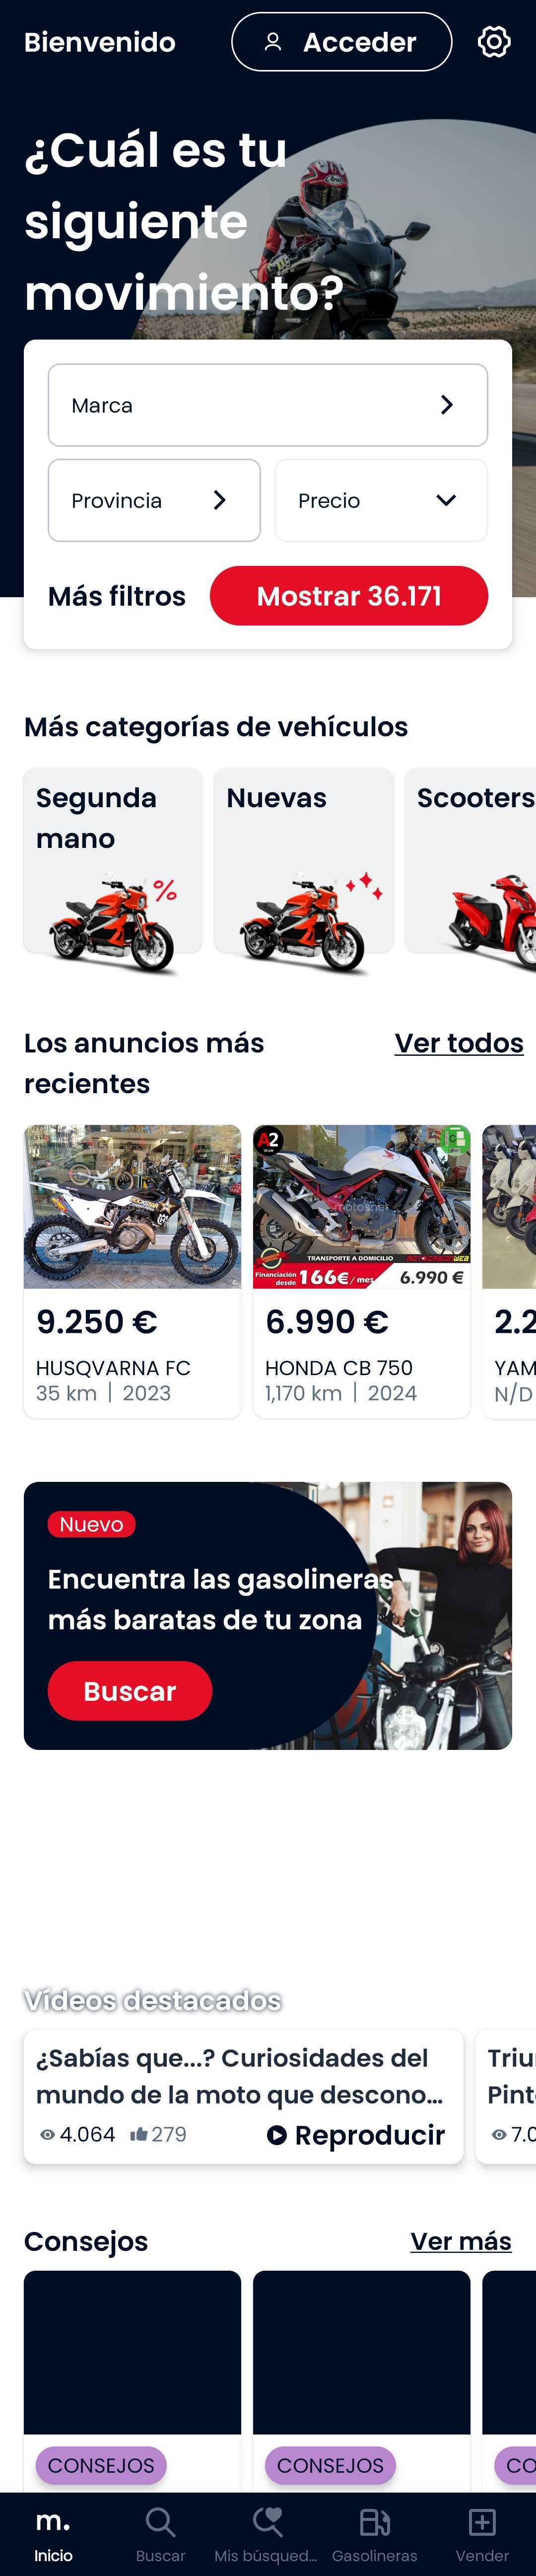 Bienvenido
Acceder
¿Cuál es tu
siguiente
movimiento?
Marca
Provincia
Precio
Más filtros
Mostrar 36.171
Más categorías de vehículos
Segunda
mano
%
Nuevas
Scooters
Los anuncios más
recientes
Ver todos
A2
TRANSPORTE A DOMICILIO
Financiación
desde 166€/mes
6.990 €
9.250 €
HUSQVARNA FC
35 km | 2023
6.990 €
HONDA CB 750
1,170 km | 2024
2.2
YAM
N/D
Nuevo
Encuentra las gasolineras
más baratas de tu zona
Buscar
Vídeos destacados
¿Sabías que...? Curiosidades del
mundo de la moto que descono...
4.064
279
Reproducir
Triu
Pint
7.0
Consejos
Ver más
CONSEJOS
CONSEJOS
CO
m.
Inicio
Buscar
Mis búsqued...
Gasolineras
Vender